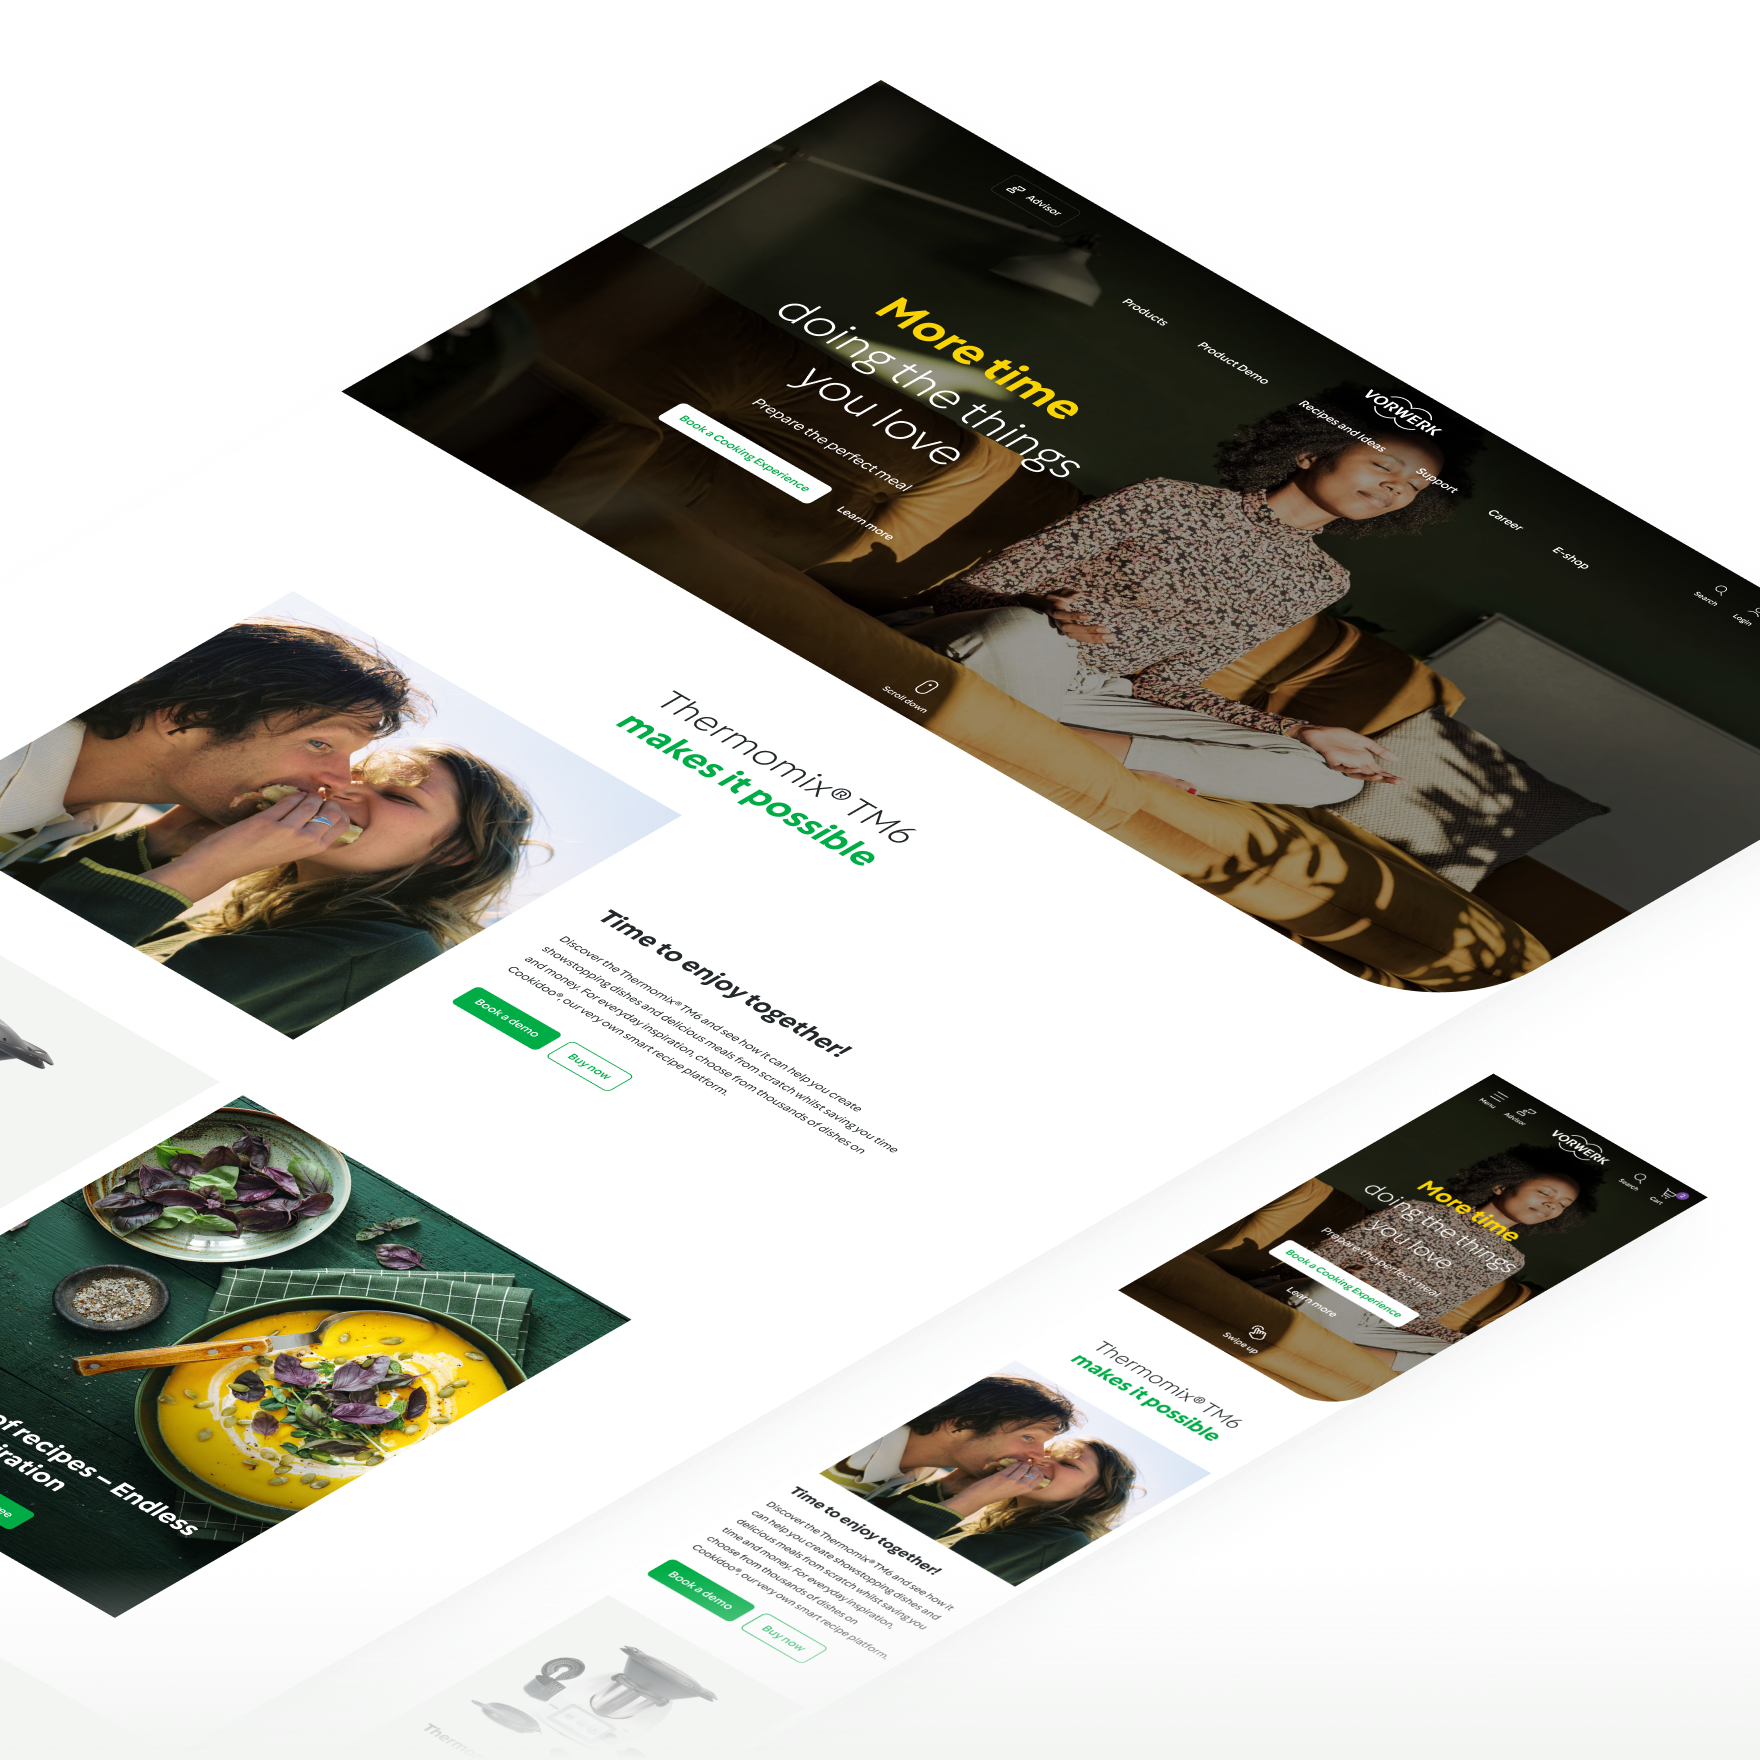 Advisor
Products
Product Demo
VORWERK
Recipes and Ideas
Support
Career
E-shop
Search
Login
More time
doing the things
you love
Prepare the perfect meal
Book a Cooking Experience
Learn more
Scroll down
Thermomix® TM6
makes it possible
Time to enjoy together!
Discover the Thermomix® TM6 and see how it can help you create
showstopping dishes and delicious meals from scratch whilst saving you time
and money. For everyday inspiration, choose from thousands of dishes on
Cookidoo®, our very own smart recipe platform.
Book a demo
Buy now
of recipes – Endless
Menu
Advisor
VORWERK
Search
Cart
2
More time
doing the things
you love
Prepare the perfect meal
Book a Cooking Experience
Learn more
Swipe up
Thermomix® TM6
makes it possible
Time to enjoy together!
Discover the Thermomix® TM6 and see how it
can help you create showstopping dishes and
delicious meals from scratch whilst saving you
time and money. For everyday inspiration,
choose from thousands of dishes on
Cookidoo®, our very own smart recipe platform.
Book a demo
Buy now